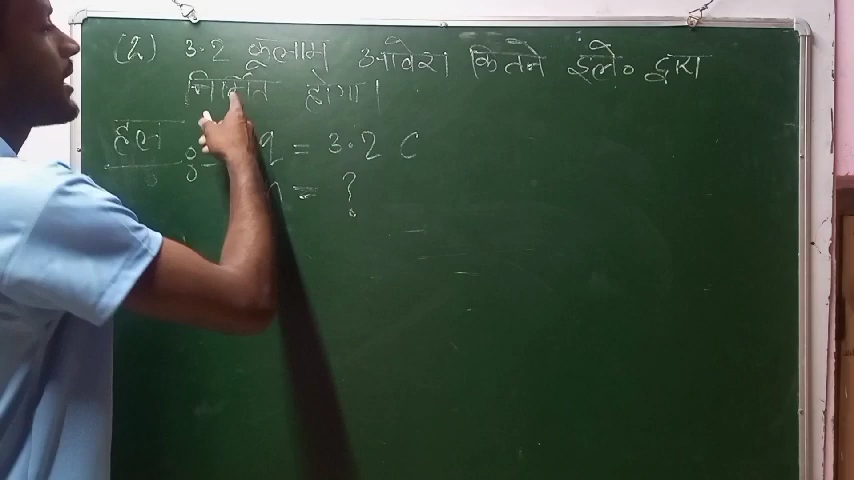 (2) 3.2 कूलाम आवेश कितने इले० द्वारा
निर्मित होगा।
हल :- q = 3.2 C
n = ?